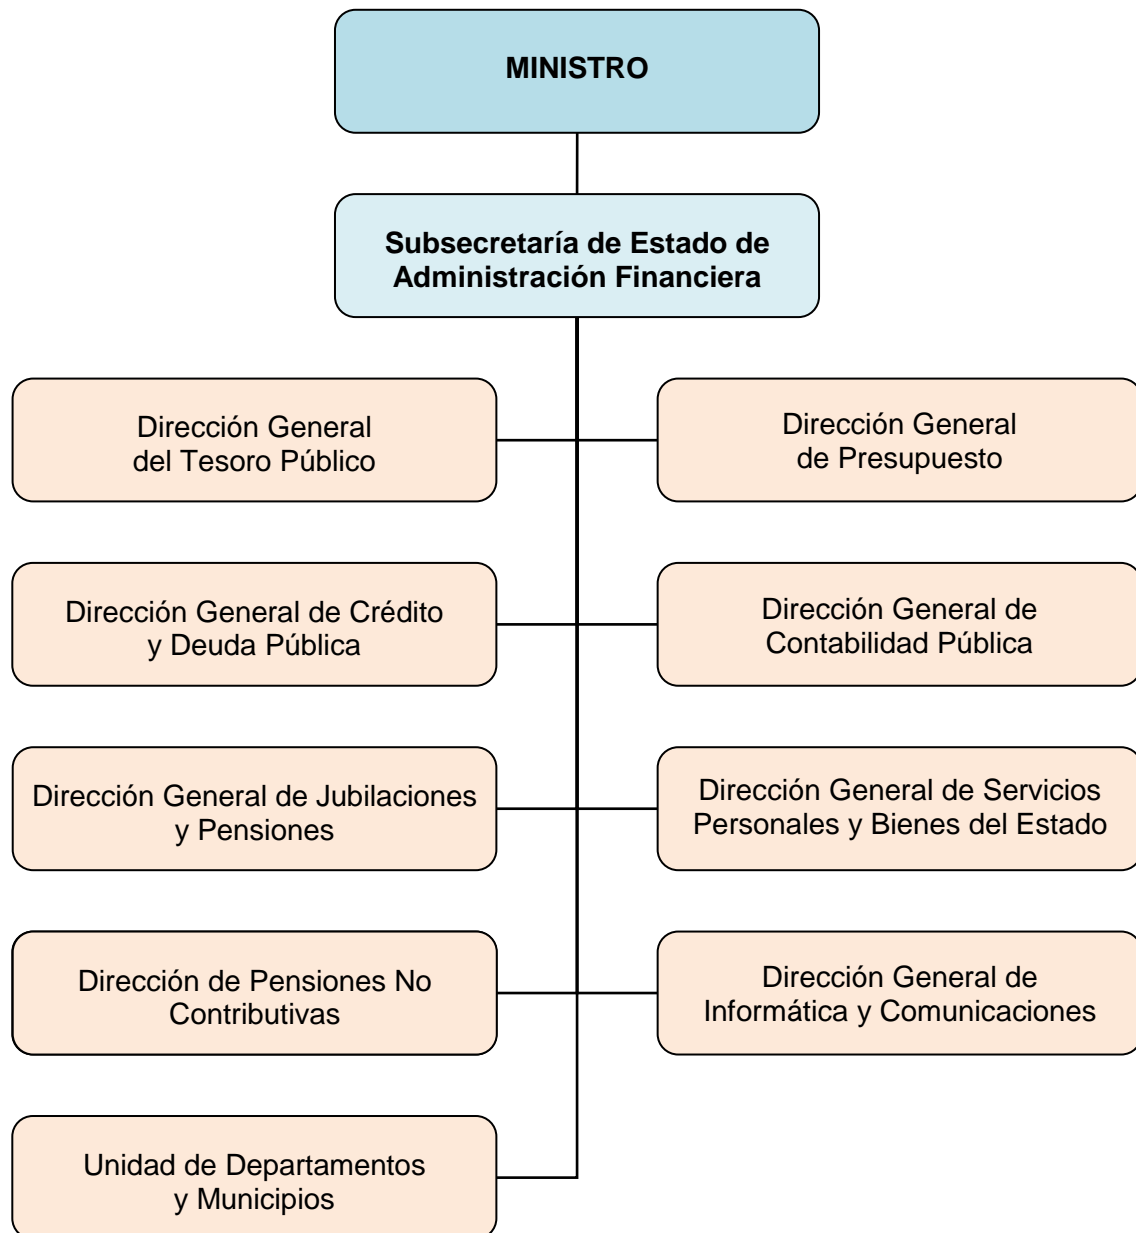 MINISTRO
Subsecretaría de Estado de
Administración Financiera
Dirección General
del Tesoro Público
Dirección General
de Presupuesto
Dirección General de Crédito
y Deuda Pública
Dirección General de
Contabilidad Pública
Dirección General de Jubilaciones
y Pensiones
Dirección General de Servicios
Personales y Bienes del Estado
Dirección de Pensiones No
Contributivas
Dirección General de
Informática y Comunicaciones
Unidad de Departamentos
y Municipios